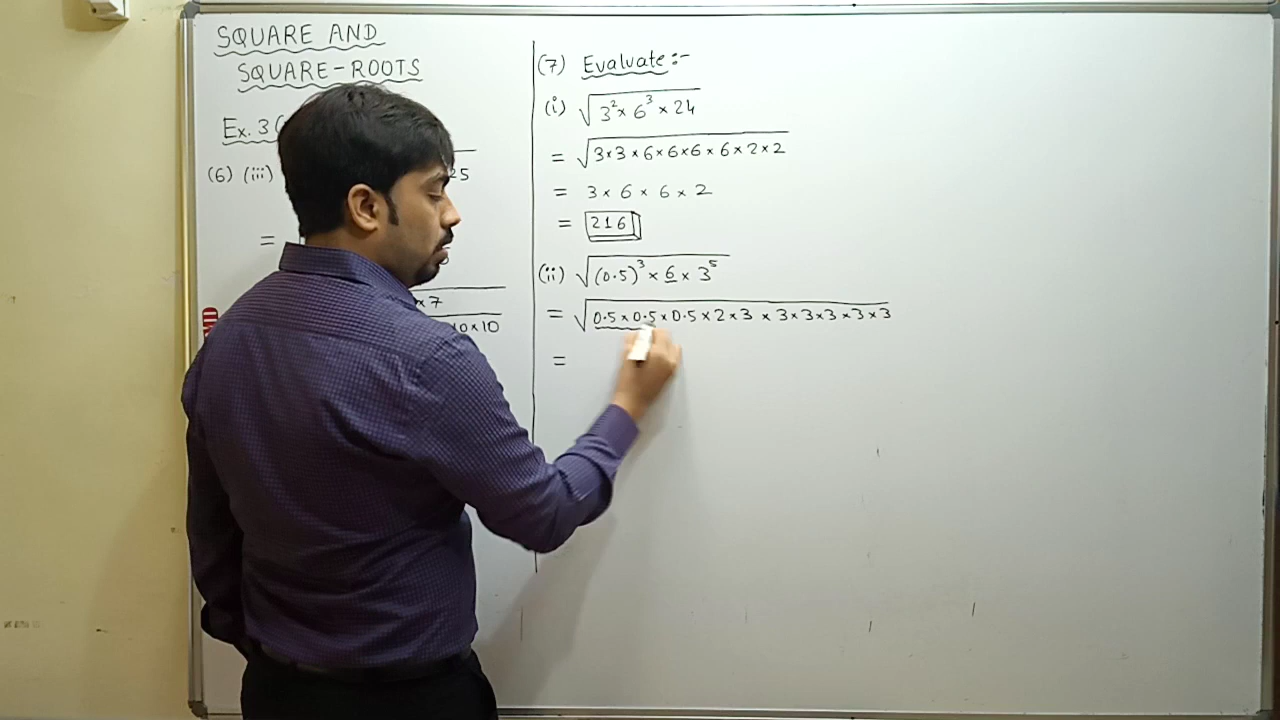 SQUARE AND
SQUARE-ROOTS
Ex. 3(
(6) (iii) 25
=
×7
10×10
(7) Evaluate:-
(i) √3²×6³×24
= √3×3×6×6×6×6×2×2
= 3×6×6×2
= 216
(ii) √(0.5)³×6×3⁵
= √0.5×0.5×0.5×2×3×3×3×3×3×3
=